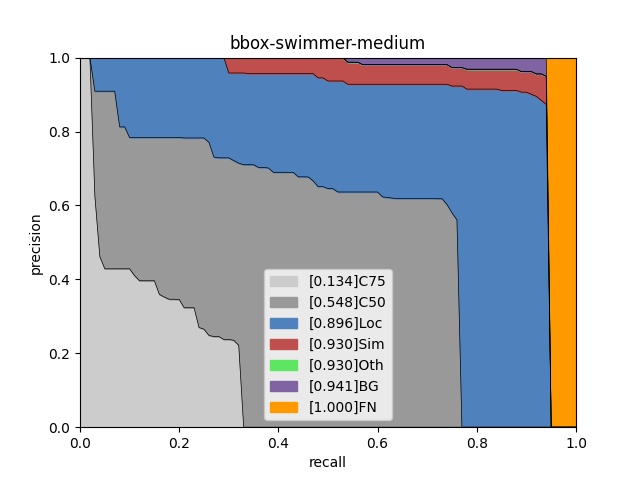 bbox-swimmer-medium
precision
1.0
0.8
0.6
0.4
0.2
0.0
[0.134]C75
[0.548]C50
[0.896]Loc
[0.930]Sim
[0.930]Oth
[0.941]BG
[1.000]FN
0.0 0.2 0.4 0.6 0.8 1.0
recall